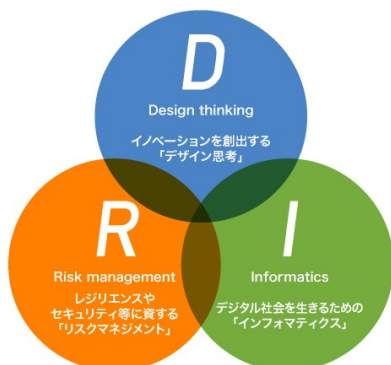 D
Design thinking
イノベーションを創出する
「デザイン思考」
R
Risk management
レジリエンスや
セキュリティ等に資する
「リスクマネジメント」
I
Informatics
デジタル社会を生きるための
「インフォマティクス」